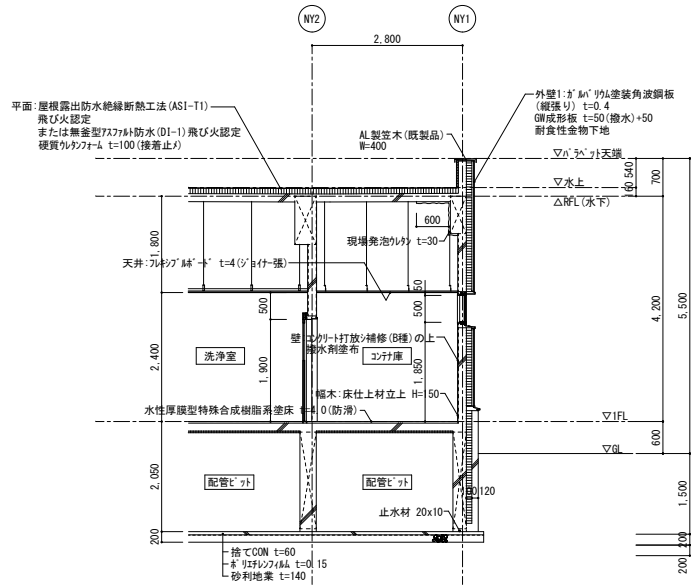 NY2
NY1
2,800
平面:屋根露出防水絶縁断熱工法(ASI-T1)
飛び火認定
または無釜型アスファルト防水(DI-1) 飛び火認定
硬質ウレタンフォーム t=100(接着止メ)
AL製笠木(既製品)
W=400
外壁1:ガルバリウム塗装角波鋼板
(縦張り) t=0.4
GW成形板 t=50(撥水)+50
耐食性金物下地
▽パラペット天端
▽水上
△RFL(水下)
540
160
700
600
現場発泡ウレタン t=30
1,800
天井:フレキシブルボード t=4(ジョイナー張)
500
50
500
4,200
5,500
壁:コンクリート打放シ補修(B種)の上
撥水剤塗布
洗浄室
コンテナ庫
2,400
1,900
1,850
幅木:床仕上材立上 H=150
水性厚膜型特殊合成樹脂系塗床 t=4.0(防滑)
▽1FL
600
▽GL
配管ピット
配管ピット
2,050
120
1,500
止水材 20x10
200
200
200
捨てCON t=60
ポリエチレンフィルム t=0.15
砂利地業 t=140